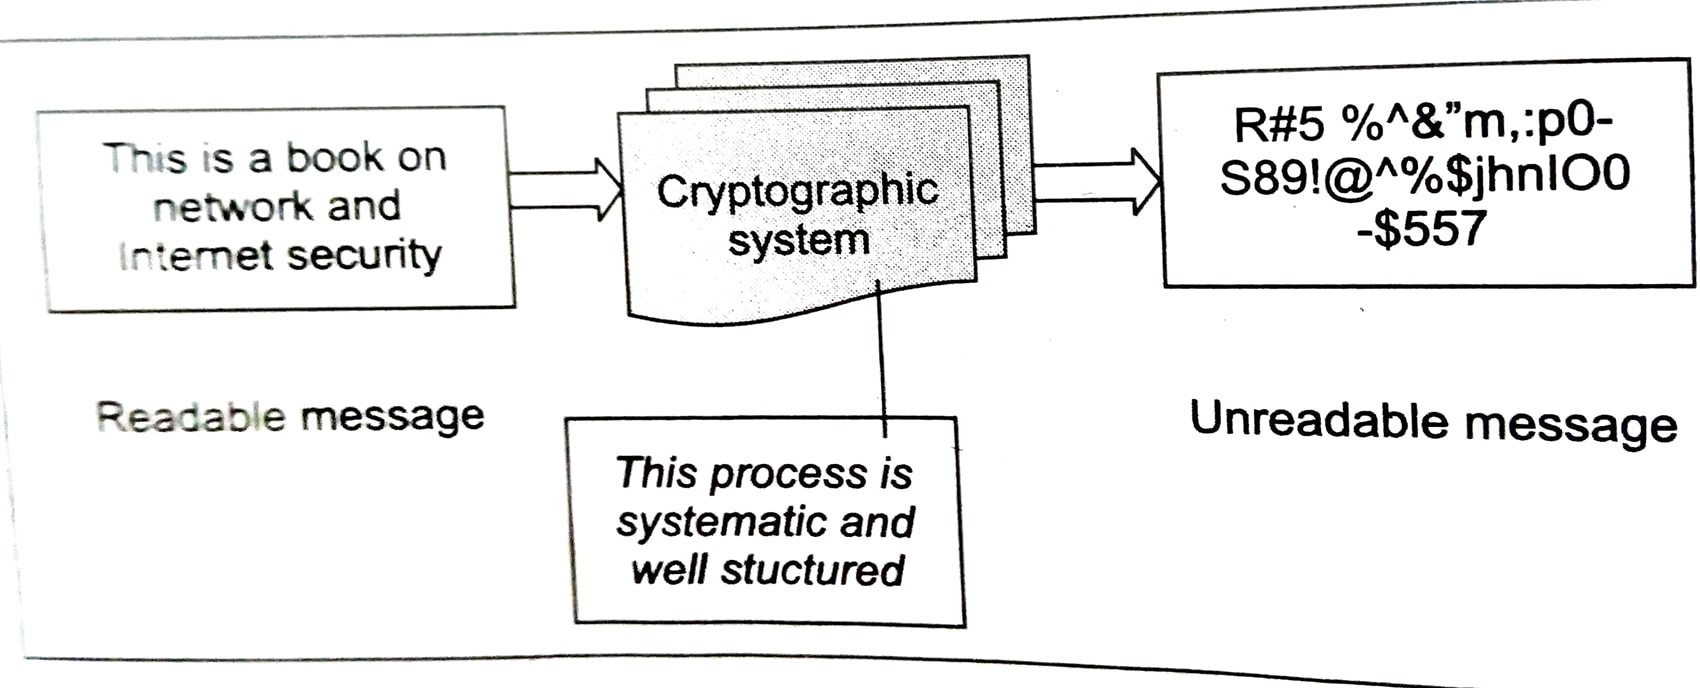 This is a book on
network and
Internet security
Cryptographic
system
R#5 %^&”m,:p0-
S89!@^%$jhnIO0
-$557
Readable message
Unreadable message
This process is
systematic and
well stuctured